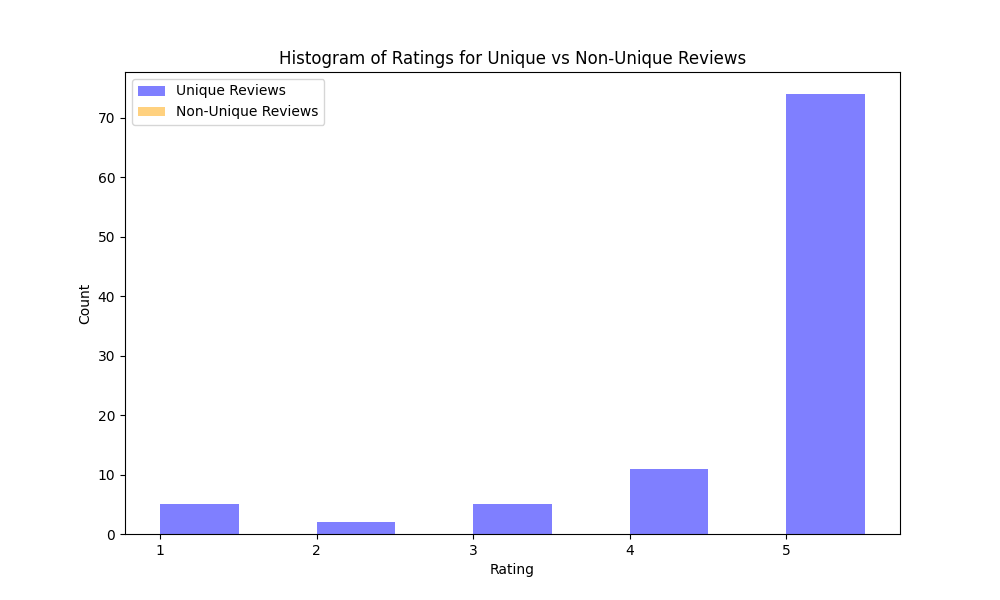 Histogram of Ratings for Unique vs Non-Unique Reviews
Unique Reviews
Non-Unique Reviews
70
60
50
40
30
20
10
0
Count
1 2 3 4 5
Rating